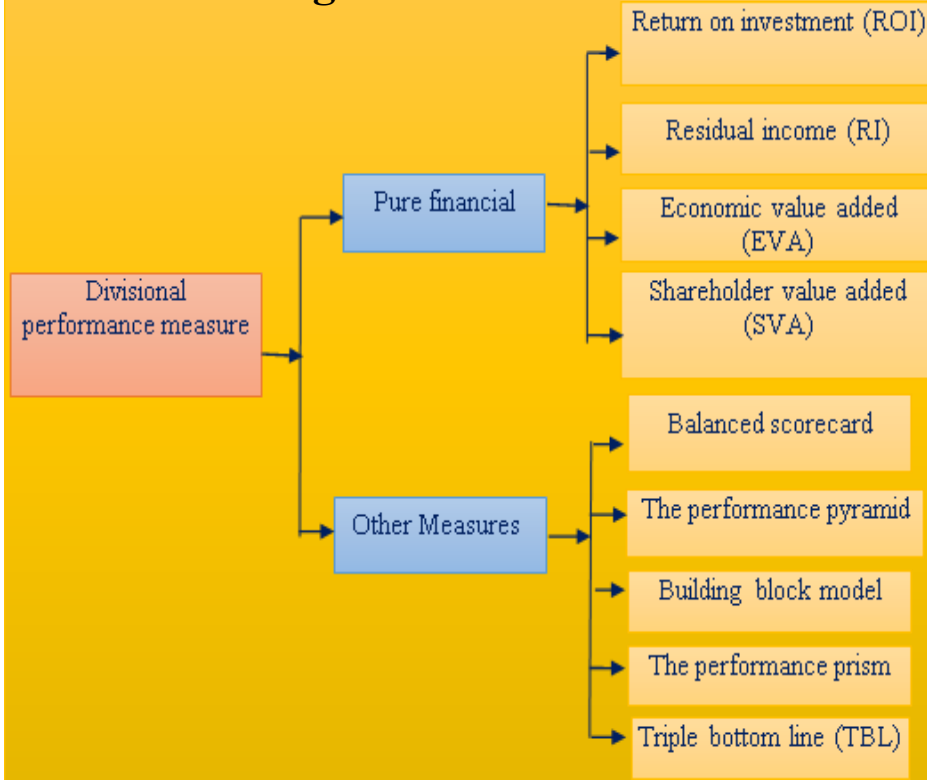 Return on investment (ROI)
Residual income (RI)
Pure financial
Economic value added
(EVA)
Divisional
performance measure
Shareholder value added
(SVA)
Balanced scorecard
The performance pyramid
Other Measures
Building block model
The performance prism
Triple bottom line (TBL)